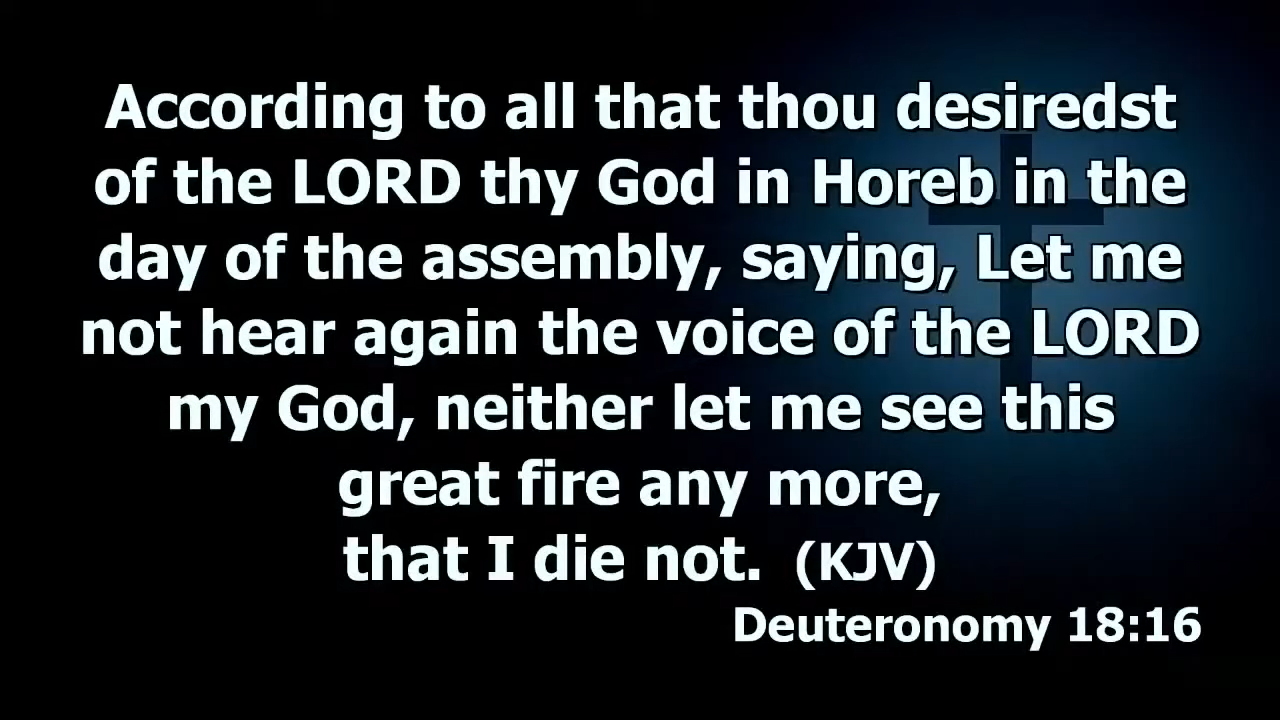 According to all that thou desiredst
of the LORD thy God in Horeb in the
day of the assembly, saying, Let me
not hear again the voice of the LORD
my God, neither let me see this
great fire any more,
that I die not. (KJV)
Deuteronomy 18:16